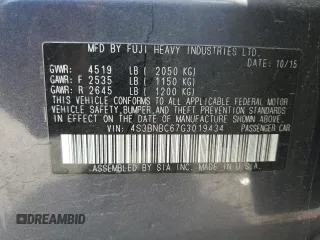 MFD. BY FUJI HEAVY INDUSTRIES LTD.
DATE: 10/15
GVWR: 4519 LB ( 2050 KG)
GAWR: F 2535 LB ( 1150 KG)
GAWR: R 2645 LB ( 1200 KG)
THIS VEHICLE CONFORMS TO ALL APPLICABLE FEDERAL MOTOR
VEHICLE SAFETY, BUMPER, AND THEFT PREVENTION STANDARDS
IN EFFECT ON THE DATE OF MANUFACTURE SHOWN ABOVE.
VIN: 4S3BNBC67G3019434 PASSENGER CAR
ASSEMBLED BY SIA INC. MADE IN U.S.A.
DREAMBID